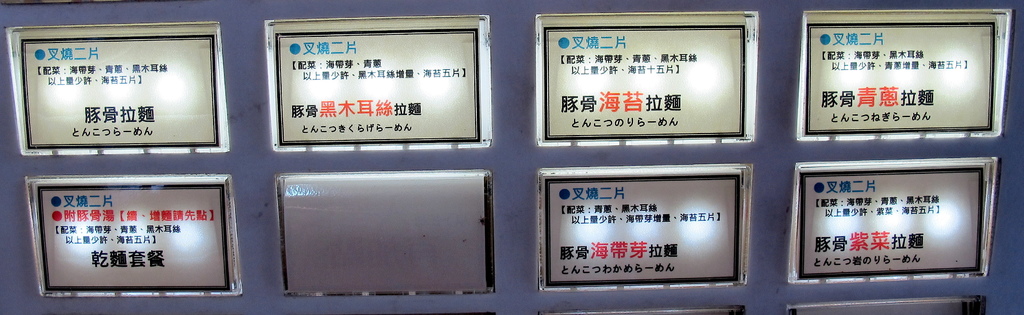 ●叉燒二片
【配菜：海帶芽、青蔥、黑木耳絲
以上量少許、海苔五片】
豚骨拉麵
とんこつらーめん
●叉燒二片
【配菜：海帶芽、青蔥
以上量少許、黑木耳絲增量、海苔五片】
豚骨黑木耳絲拉麵
とんこつきくらげらーめん
●叉燒二片
【配菜：海帶芽、青蔥、黑木耳絲
以上量少許、海苔十五片】
豚骨海苔拉麵
とんこつのりらーめん
●叉燒二片
【配菜：海帶芽、青蔥、黑木耳絲
以上量少許、青蔥增量、海苔五片】
豚骨青蔥拉麵
とんこつねぎらーめん
●叉燒二片
●附豚骨湯【續、增麵請先點】
【配菜：海帶芽、青蔥、黑木耳絲
以上量少許、海苔五片】
乾麵套餐
●叉燒二片
【配菜：青蔥、黑木耳絲
以上量少許、海帶芽增量、海苔五片】
豚骨海帶芽拉麵
とんこつわかめらーめん
●叉燒二片
【配菜：海帶芽、青蔥、黑木耳絲
以上量少許、紫菜、海苔五片】
豚骨紫菜拉麵
とんこつ岩のりらーめん